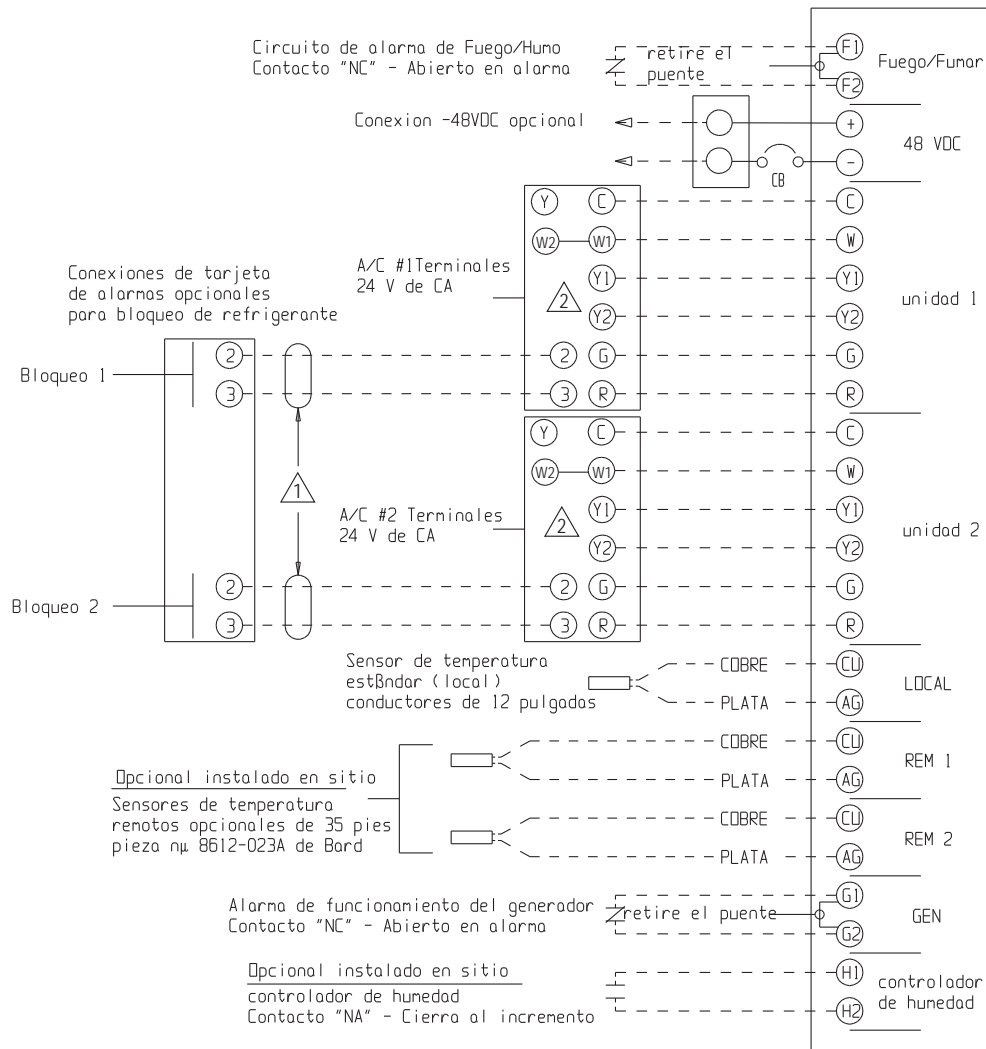 Circuito de alarma de Fuego/Humo
Contacto "NC" - Abierto en alarma
retire el
puente
F1
F2
Fuego/Fumar
Conexion -48VDC opcional
CB
+
-
48 VDC
Conexiones de tarjeta
de alarmas opcionales
para bloqueo de refrigerante
Bloqueo 1
2
3
1
Bloqueo 2
2
3
A/C #1Terminales
24 V de CA
Y
C
W2
W1
Y1
2
Y2
2
G
3
R
C
W
Y1
Y2
G
R
unidad 1
A/C #2 Terminales
24 V de CA
Y
C
W2
W1
Y1
2
Y2
2
G
3
R
C
W
Y1
Y2
G
R
unidad 2
Sensor de temperatura
estßndar (local)
conductores de 12 pulgadas
COBRE
PLATA
CU
AG
LOCAL
Opcional instalado en sitio
Sensores de temperatura
remotos opcionales de 35 pies
pieza nµ 8612-023A de Bard
COBRE
PLATA
CU
AG
REM 1
COBRE
PLATA
CU
AG
REM 2
Alarma de funcionamiento del generador
Contacto "NC" - Abierto en alarma
retire el puente
G1
G2
GEN
Opcional instalado en sitio
controlador de humedad
Contacto "NA" - Cierra al incremento
H1
H2
controlador
de humedad